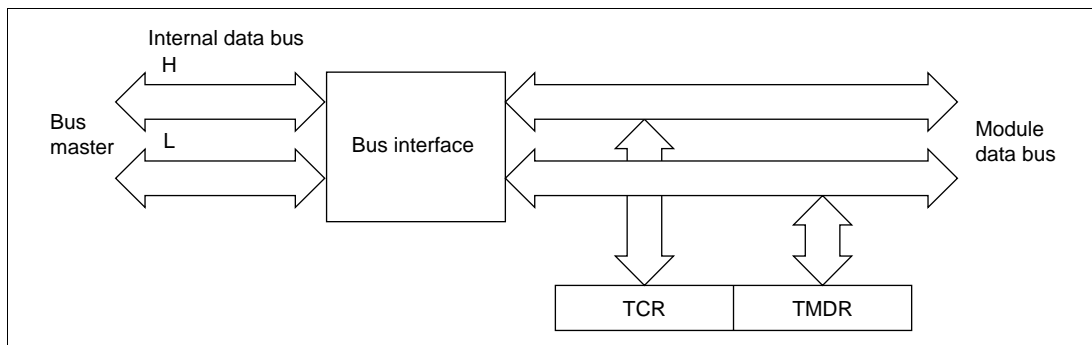 Internal data bus
H
Bus
master
L
Bus interface
Module
data bus
TCR
TMDR